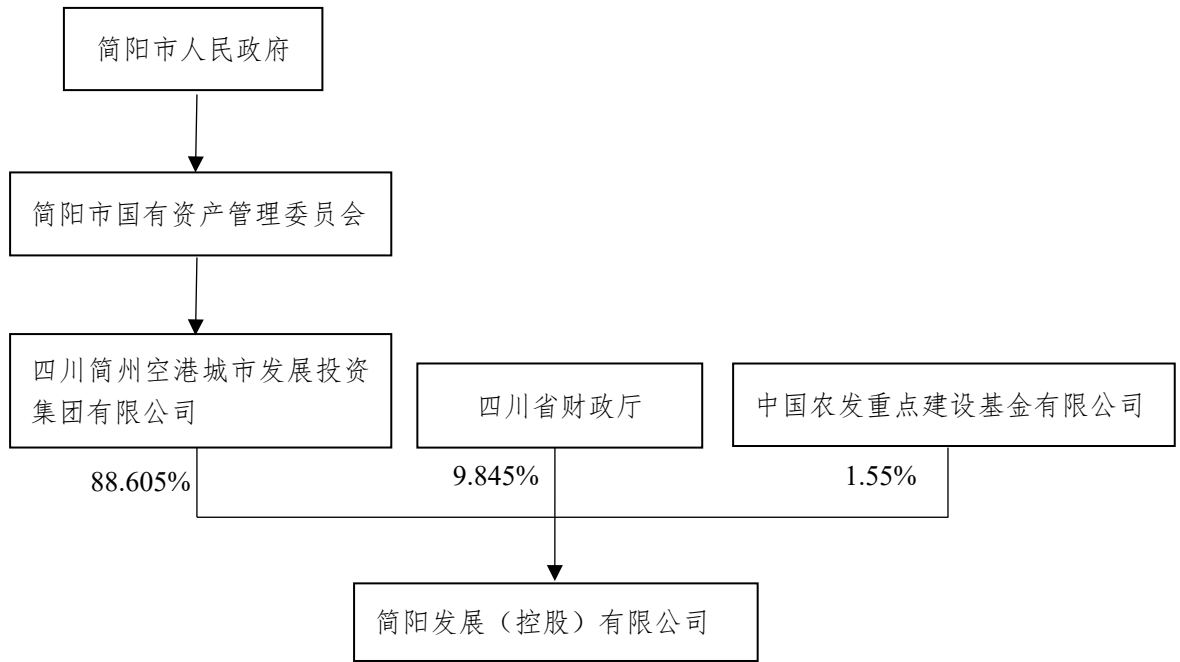 简阳市人民政府
简阳市国有资产管理委员会
四川简州空港城市发展投资
集团有限公司
四川省财政厅
中国农发重点建设基金有限公司
88.605%
9.845%
1.55%
简阳发展（控股）有限公司